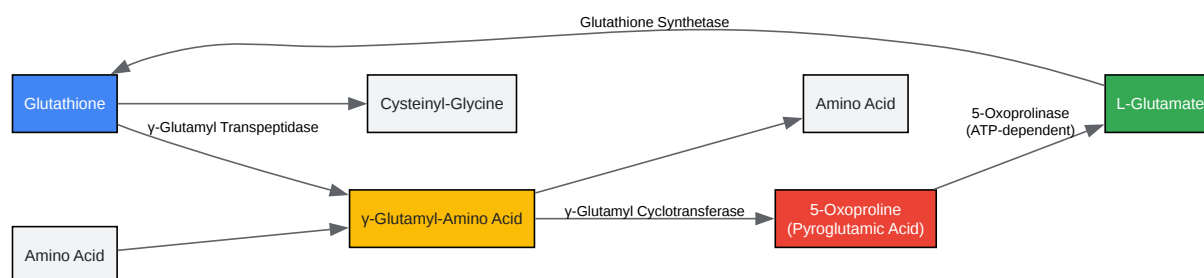 Glutathione Synthetase
Glutathione
Cysteinyl-Glycine
Amino Acid
L-Glutamate
5-Oxoprolinase
(ATP-dependent)
γ-Glutamyl Transpeptidase
γ-Glutamyl-Amino Acid
γ-Glutamyl Cyclotransferase
5-Oxoproline
(Pyroglutamic Acid)
Amino Acid